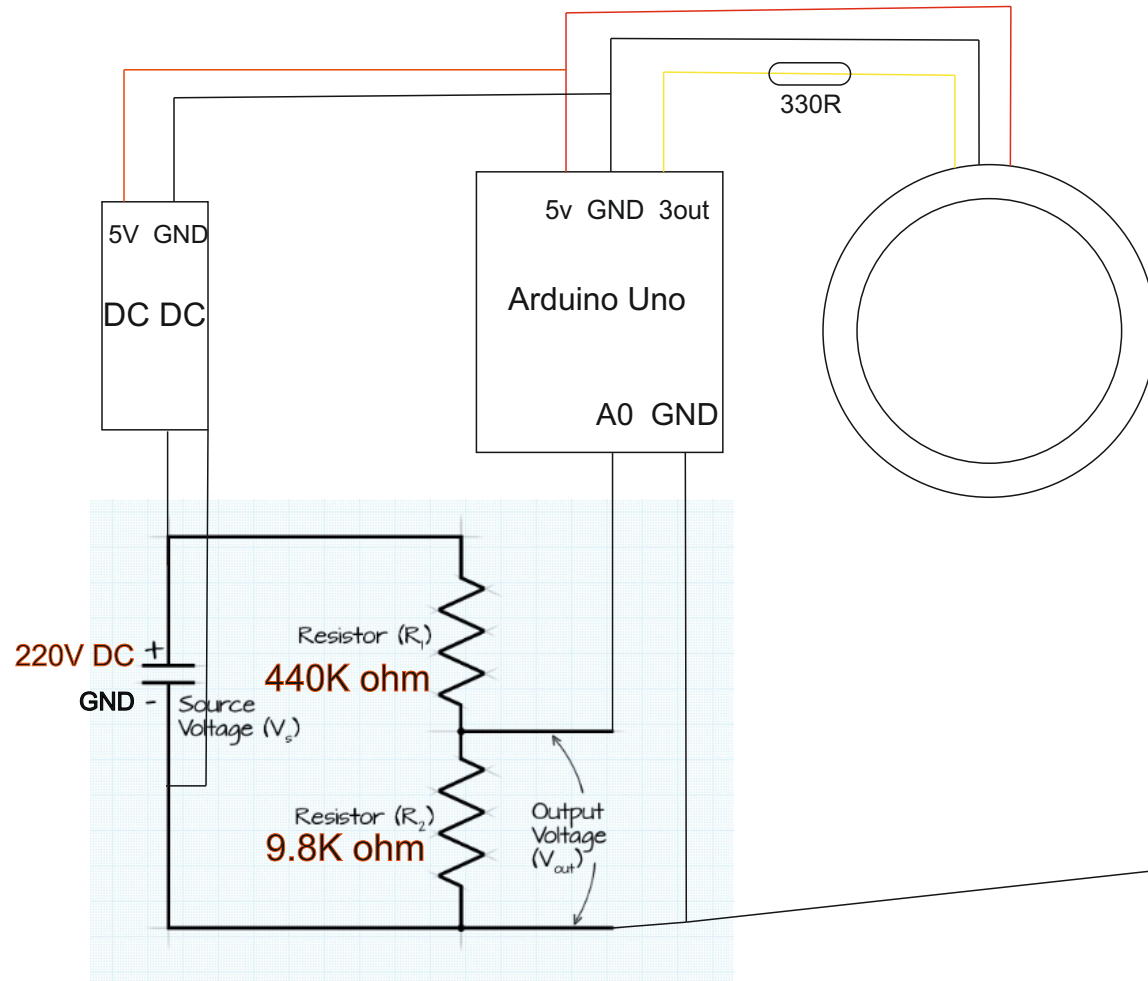 330R
5v GND 3out
5V GND
Arduino Uno
DC DC
A0 GND
Resistor (R1)
220V DC +
440K ohm
GND -
Source
Voltage (Vs)
Output
Voltage
(Vout)
Resistor (R2)
9.8K ohm